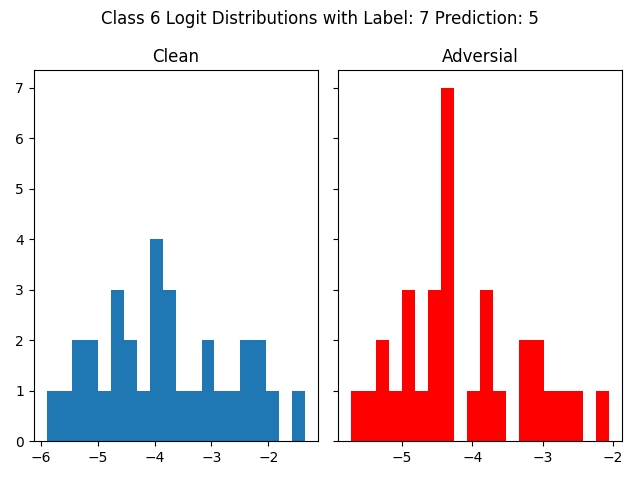 Class 6 Logit Distributions with Label: 7 Prediction: 5
Clean
Adversial
7
6
5
4
3
2
1
0
−6 −5 −4 −3 −2
−5 −4 −3 −2